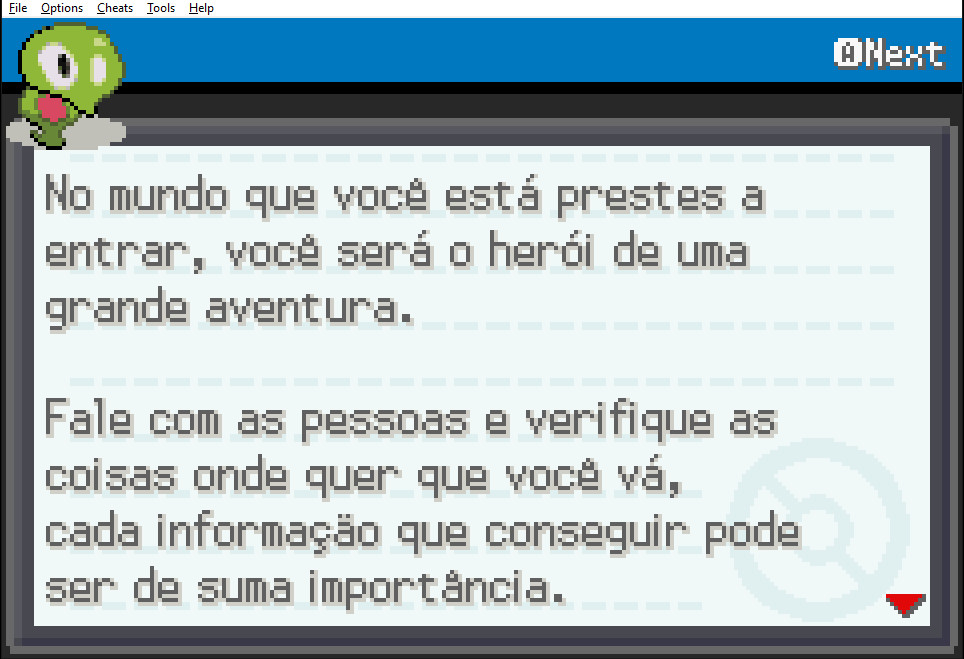 File Options Cheats Tools Help
A Next
No mundo que você está prestes a
entrar, você será o herói de uma
grande aventura.
Fale com as pessoas e verifique as
coisas onde quer que você vá,
cada informação que conseguir pode
ser de suma importância.